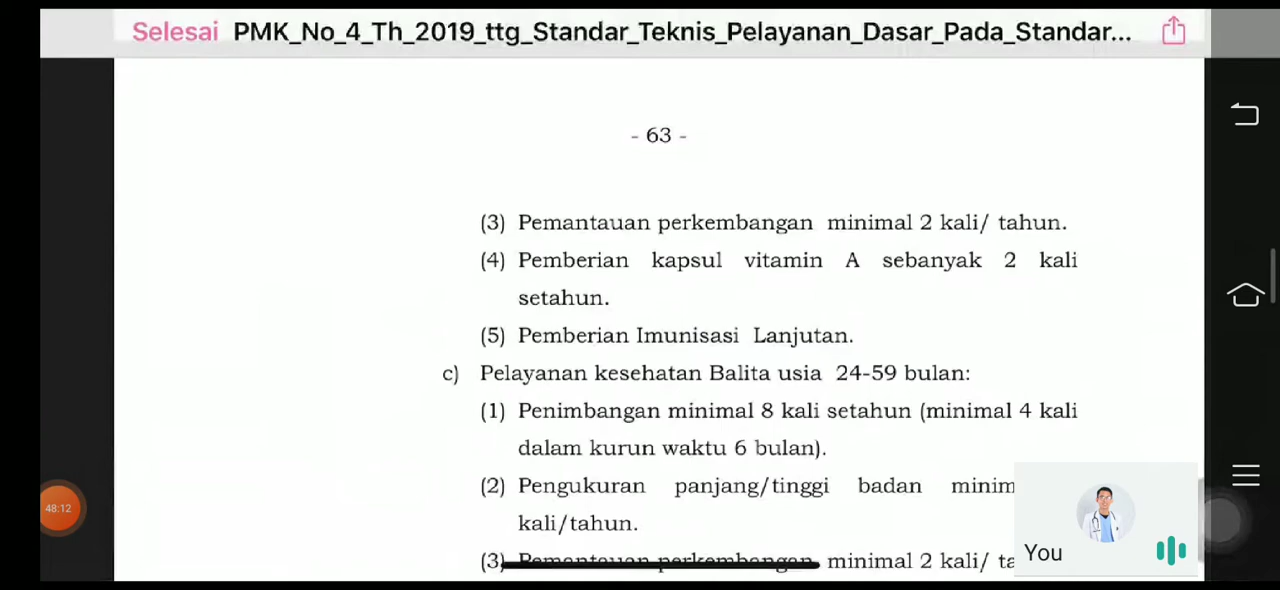 Selesai PMK_No_4_Th_2019_ttg_Standar_Teknis_Pelayanan_Dasar_Pada_Standar...
- 63 -
(3) Pemantauan perkembangan minimal 2 kali/ tahun.
(4) Pemberian kapsul vitamin A sebanyak 2 kali
setahun.
(5) Pemberian Imunisasi Lanjutan.
c) Pelayanan kesehatan Balita usia 24-59 bulan:
(1) Penimbangan minimal 8 kali setahun (minimal 4 kali
dalam kurun waktu 6 bulan).
(2) Pengukuran panjang/tinggi badan minim
kali/tahun.
(3) Pemantauan perkembangan minimal 2 kali/ ta
48:12
You